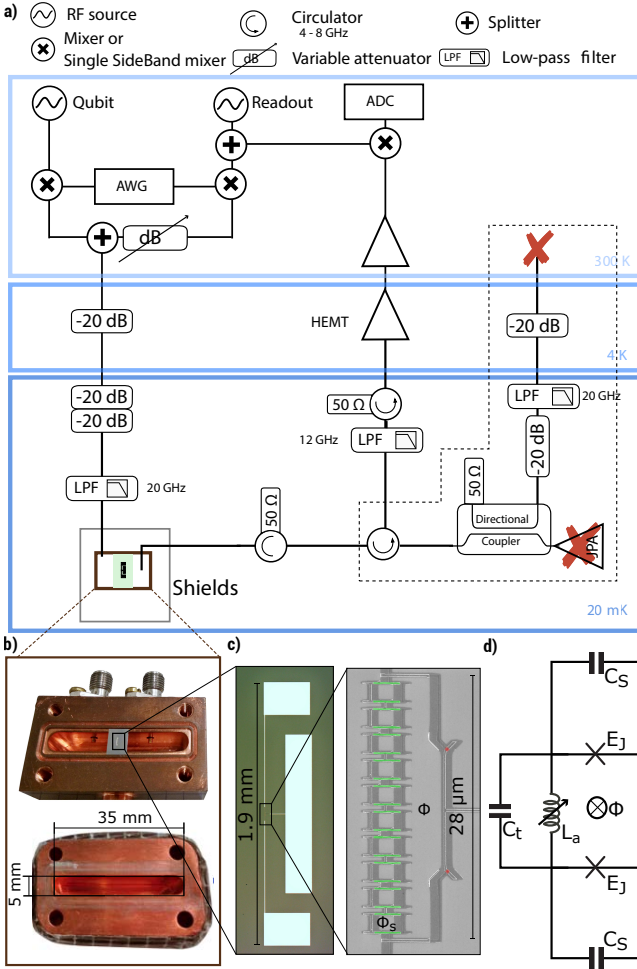 a)
RF source
Mixer or
Single SideBand mixer
Circulator
4 - 8 GHz
dB
Variable attenuator
Splitter
LPF
Low-pass filter
Qubit
Readout
ADC
AWG
dB
300 K
HEMT
-20 dB
-20 dB
4 K
-20 dB
-20 dB
50 Ω
12 GHz
LPF
LPF
20 GHz
-20 dB
LPF
20 GHz
50 Ω
50 Ω
Directional
Coupler
JPA
Shields
20 mK
b)
35 mm
5 mm
c)
1.9 mm
Φ
28 µm
Φs
d)
CS
EJ
Ct
La
Φ
EJ
CS